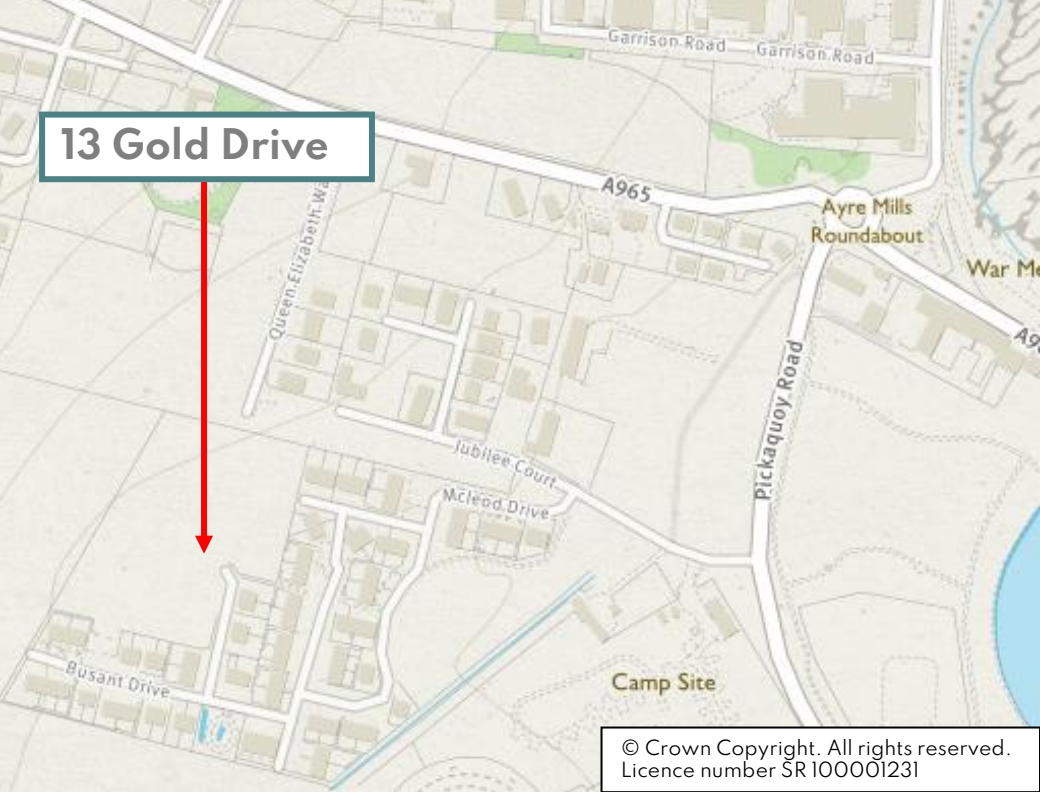 Garrison Road
Garrison Road
13 Gold Drive
A965
Ayre Mills
Roundabout
War Me
A9
Queen Elizabeth Wa
Pickaquoy Road
Jubilee Court
Mcleod Drive
Busant Drive
Camp Site
© Crown Copyright. All rights reserved.
Licence number SR 100001231